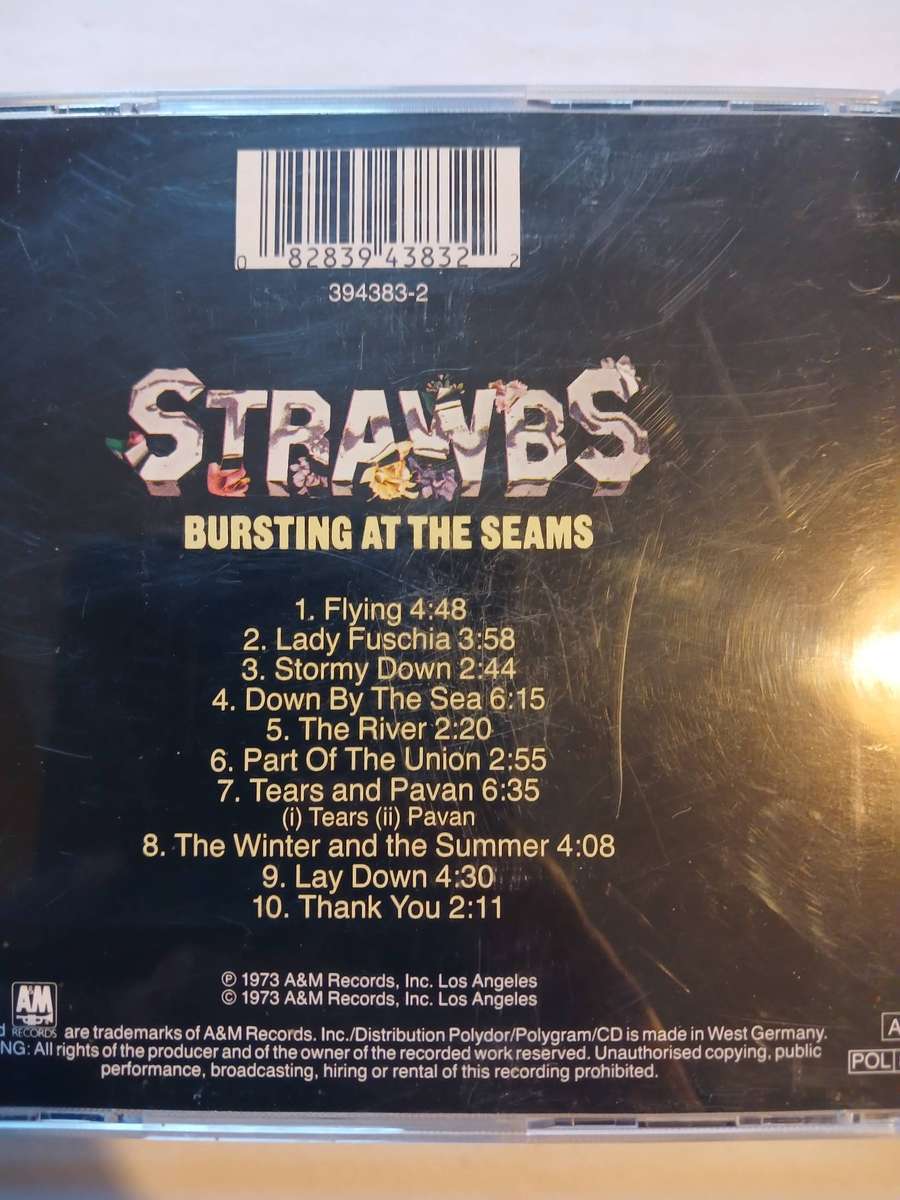 0 82839 43832 2
394383-2
STRAWBS
BURSTING AT THE SEAMS
1. Flying 4:48
2. Lady Fuschia 3:58
3. Stormy Down 2:44
4. Down By The Sea 6:15
5. The River 2:20
6. Part Of The Union 2:55
7. Tears and Pavan 6:35
(i) Tears (ii) Pavan
8. The Winter and the Summer 4:08
9. Lay Down 4:30
10. Thank You 2:11
℗ 1973 A&M Records, Inc. Los Angeles
© 1973 A&M Records, Inc. Los Angeles
A&M
RECORDS are trademarks of A&M Records. Inc./Distribution Polydor/Polygram/CD is made in West Germany.
NG: All rights of the producer and of the owner of the recorded work reserved. Unauthorised copying, public
performance, broadcasting, hiring or rental of this recording prohibited.
A
POL